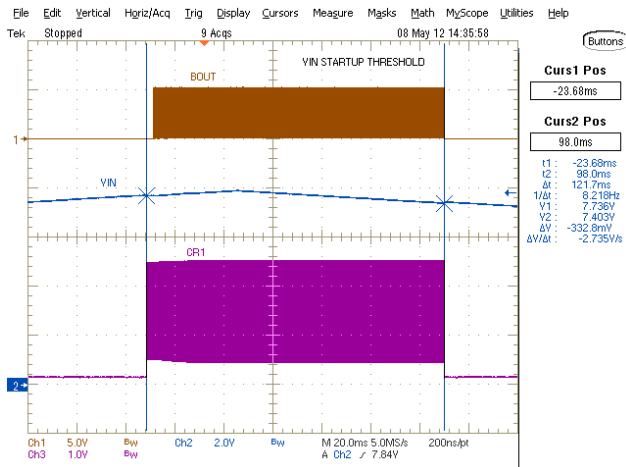 File Edit Vertical Horiz/Acq Trig Display Cursors Measure Masks Math MyScope Utilities Help
Tek Stopped 9 Acqs 08 May 12 14:35:58
Buttons
VIN STARTUP THRESHOLD
BOUT
Curs1 Pos
-23.68ms
Curs2 Pos
98.0ms
1
VIN
t1: -23.68ms
t2: 98.0ms
Δt: 121.7ms
1/Δt: 8.218Hz
V1: 7.736V
V2: 7.403V
ΔV: -332.8mV
ΔV/Δt: -2.735V/s
CR1
2
Ch1 5.0V Bw Ch2 2.0V Bw M 20.0ms 5.0MS/s 200ns/pt
Ch3 1.0V Bw A Ch2 ∕ 7.84V